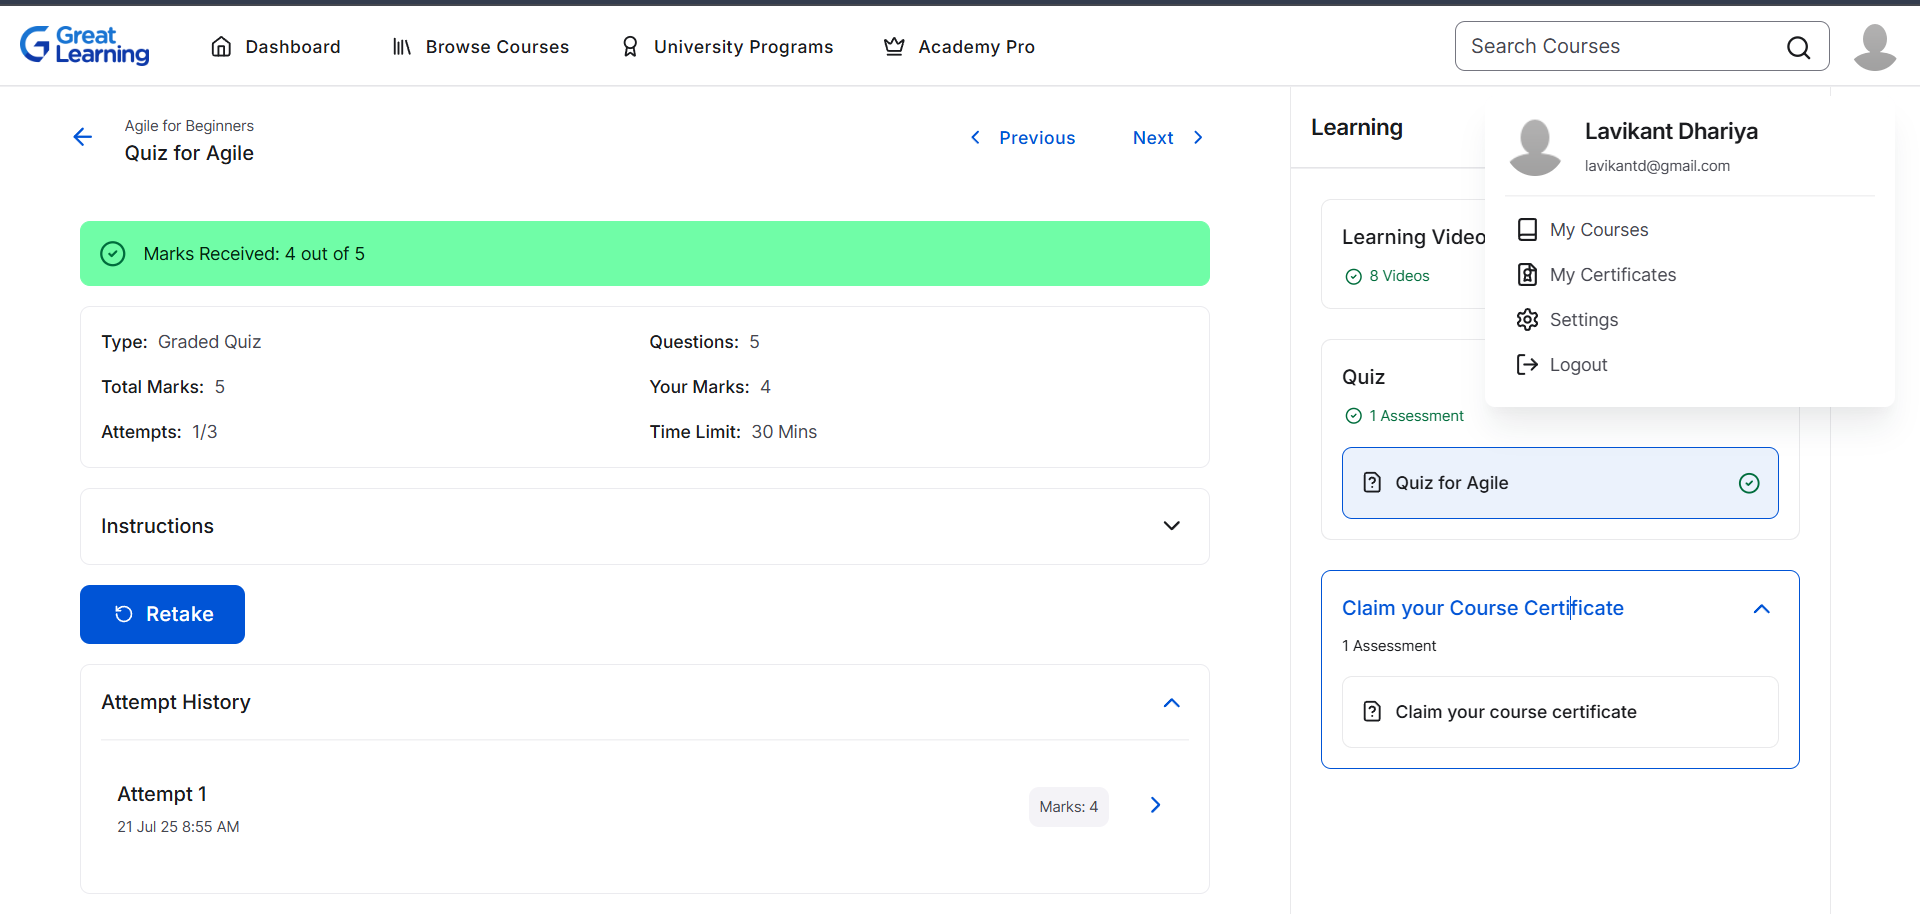 Great
Learning
Dashboard
Browse Courses
University Programs
Academy Pro
Search Courses
Agile for Beginners
Quiz for Agile
Previous
Next
Marks Received: 4 out of 5
Type: Graded Quiz
Questions: 5
Total Marks: 5
Your Marks: 4
Attempts: 1/3
Time Limit: 30 Mins
Instructions
Retake
Attempt History
Attempt 1
21 Jul 25 8:55 AM
Marks: 4
Learning
Learning Video
8 Videos
Quiz
1 Assessment
Quiz for Agile
Claim your Course Certificate
1 Assessment
Claim your course certificate
Lavikant Dhariya
lavikantd@gmail.com
My Courses
My Certificates
Settings
Logout